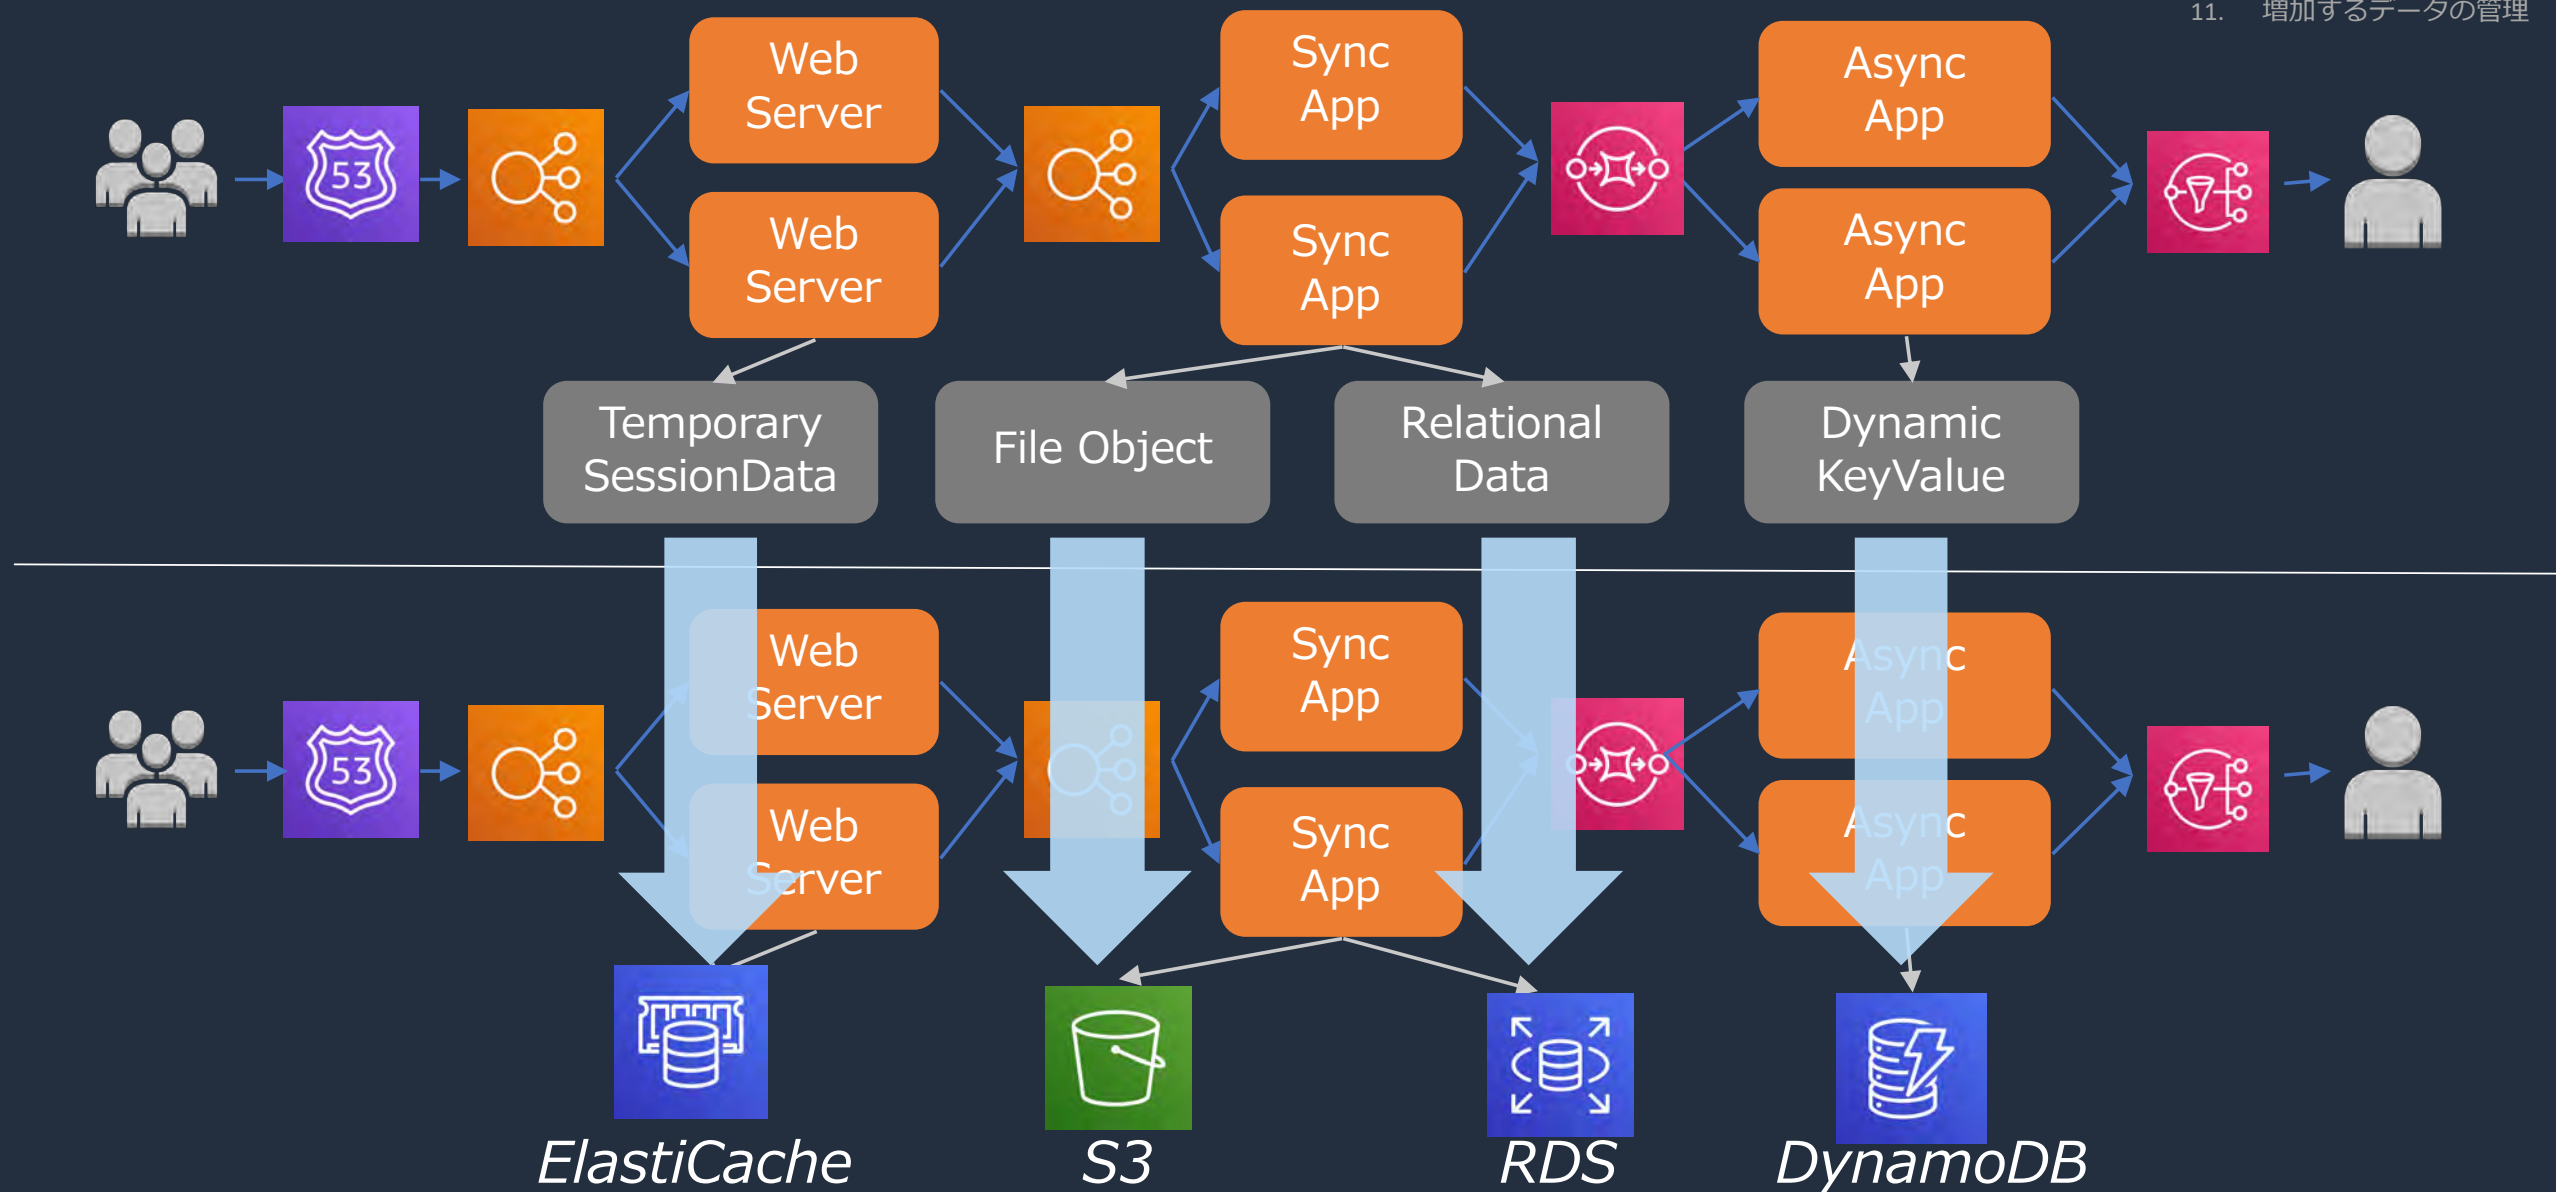 11. 増加するデータの管理
Web
Server
Sync
App
Async
App
53
Web
Server
Sync
App
Async
App
Temporary
SessionData
File Object
Relational
Data
Dynamic
KeyValue
Web
Server
Sync
App
Async
App
53
Web
Server
Sync
App
Async
App
ElastiCache
S3
RDS
DynamoDB